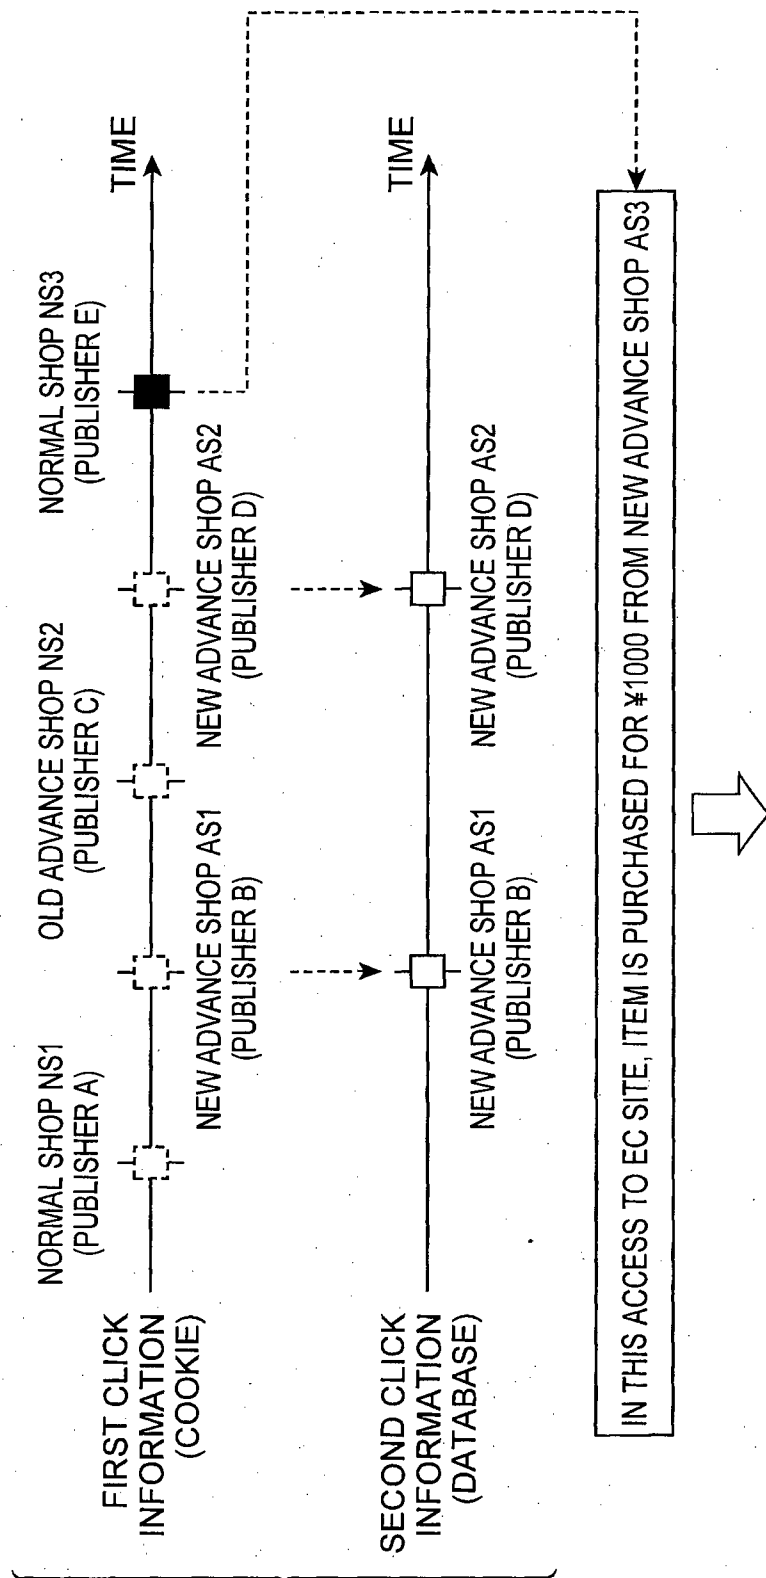 FIRST CLICK
INFORMATION
(COOKIE)
NORMAL SHOP NS1
(PUBLISHER A)
NEW ADVANCE SHOP AS1
(PUBLISHER B)
OLD ADVANCE SHOP NS2
(PUBLISHER C)
NEW ADVANCE SHOP AS2
(PUBLISHER D)
NORMAL SHOP NS3
(PUBLISHER E)
TIME
SECOND CLICK
INFORMATION
(DATABASE)
NEW ADVANCE SHOP AS1
(PUBLISHER B)
NEW ADVANCE SHOP AS2
(PUBLISHER D)
TIME
IN THIS ACCESS TO EC SITE, ITEM IS PURCHASED FOR ¥1000 FROM NEW ADVANCE SHOP AS3